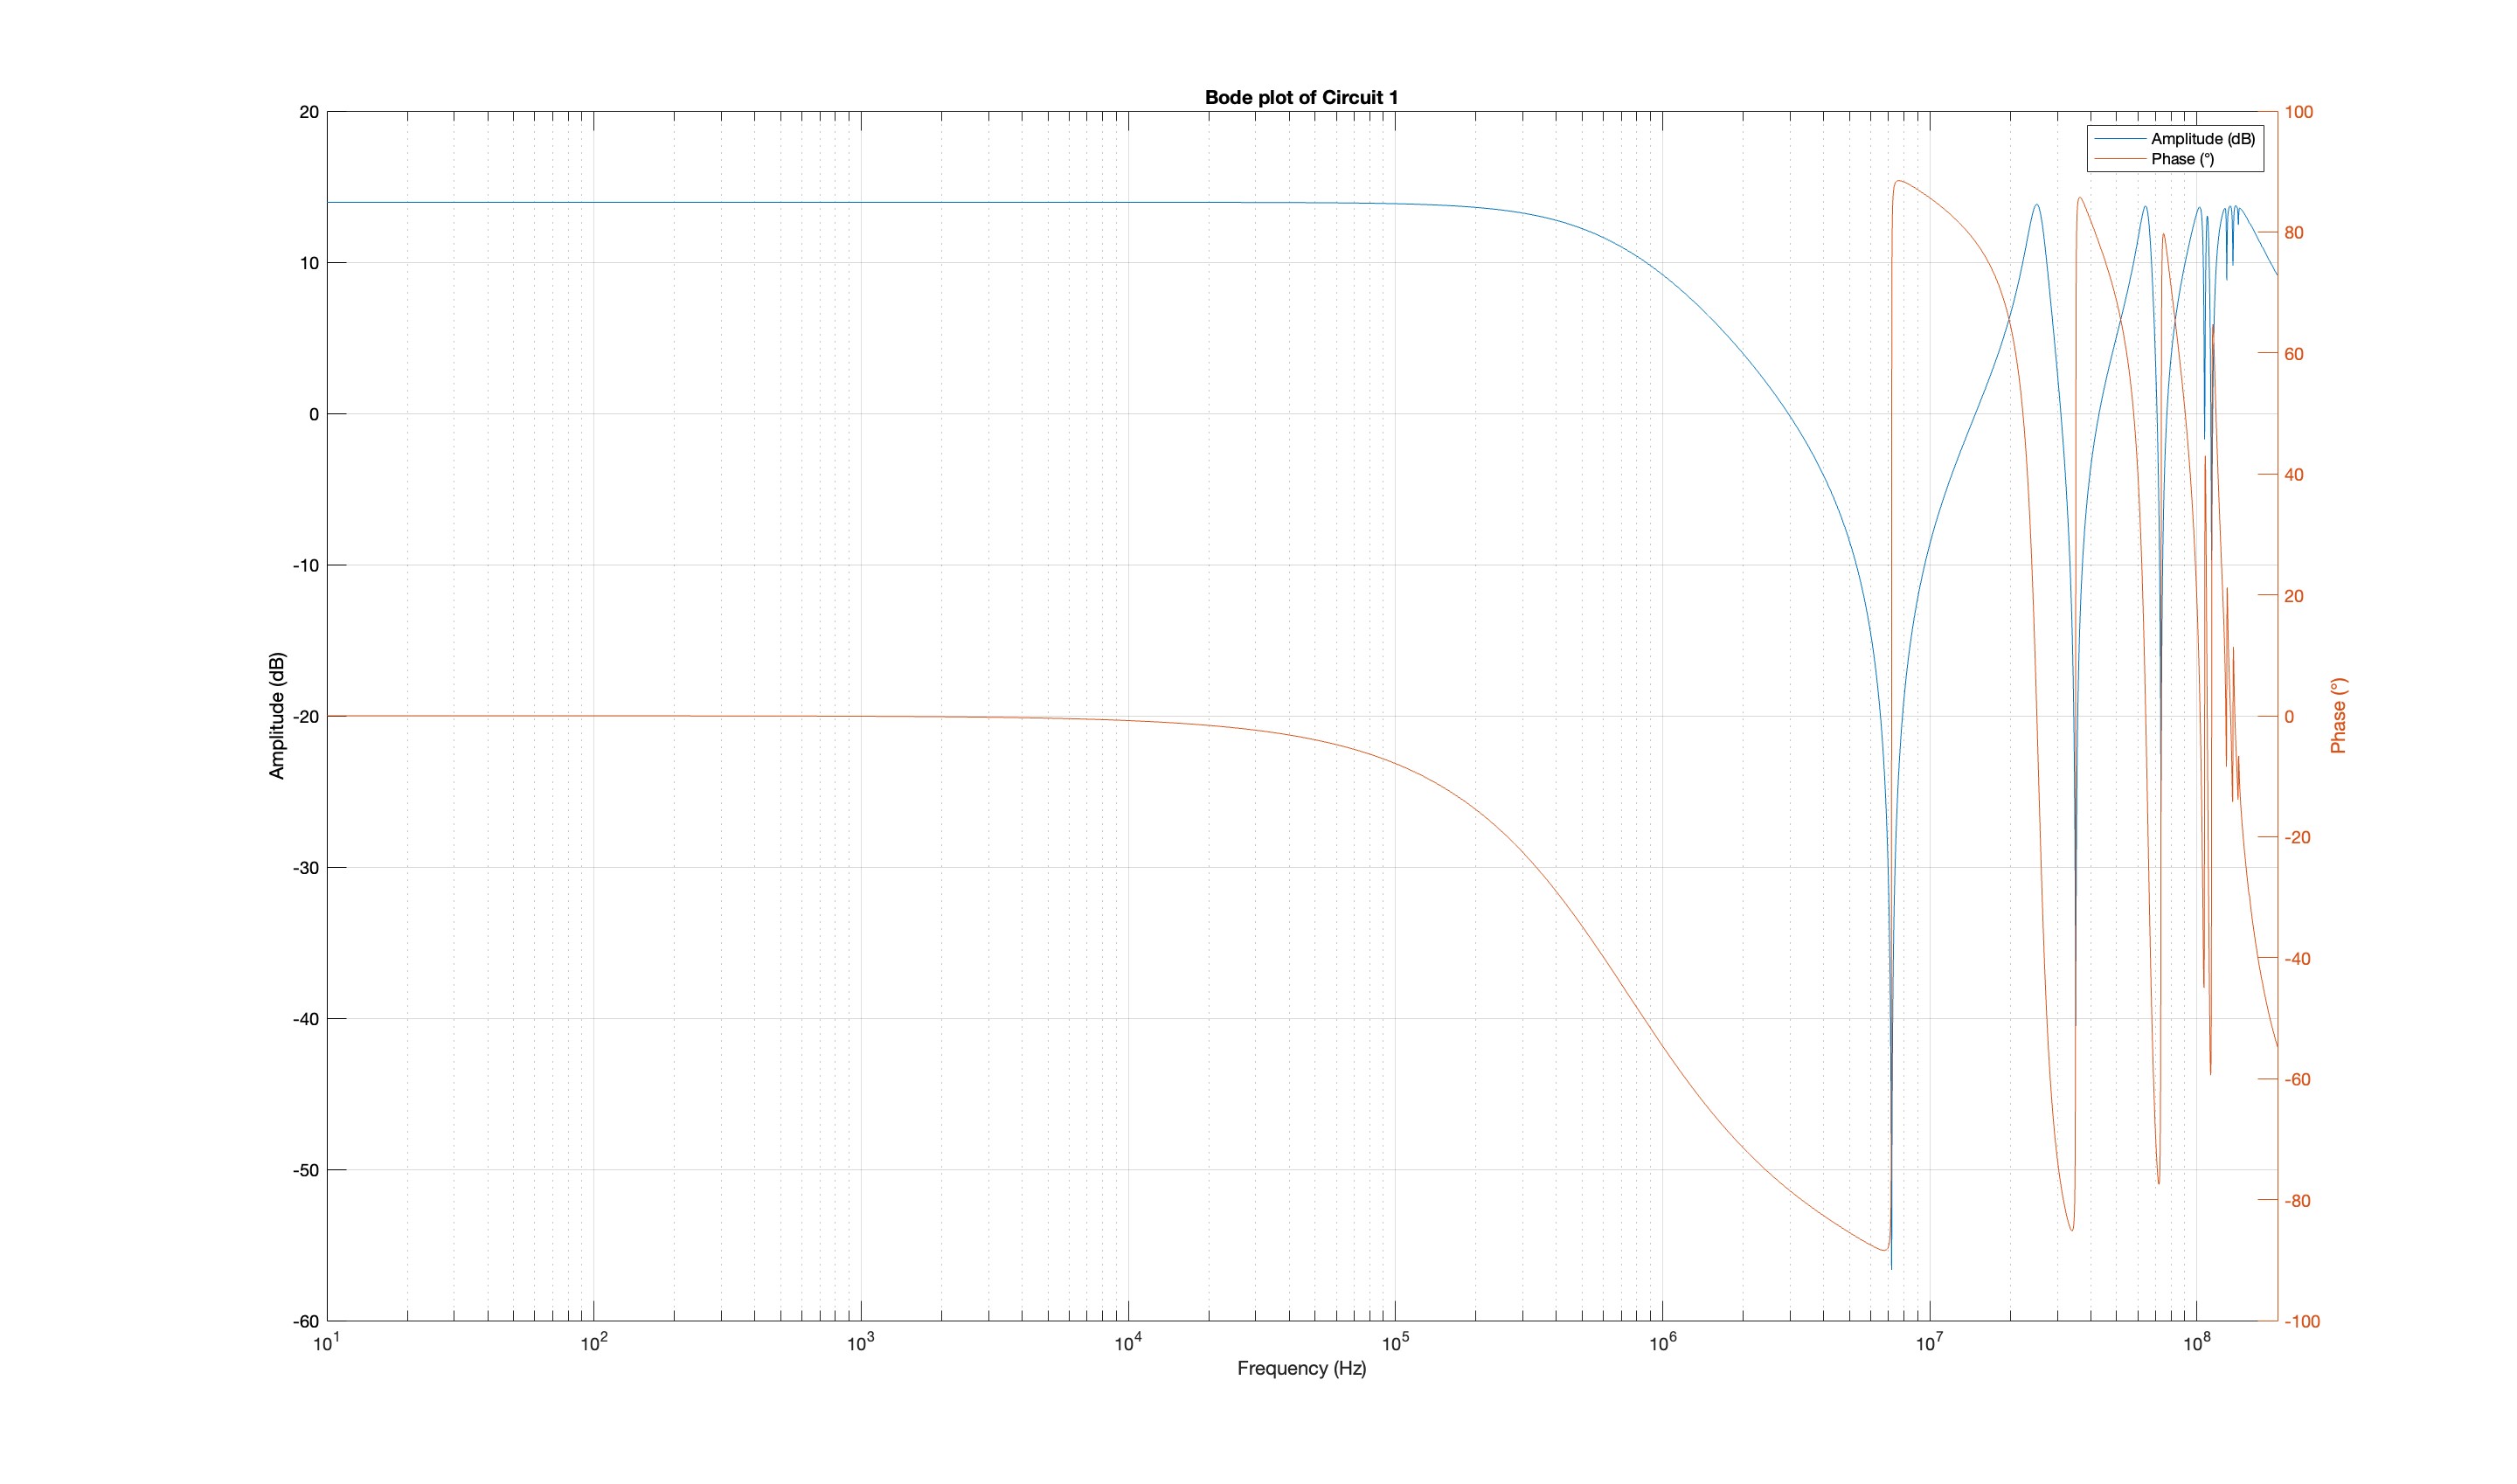 Bode plot of Circuit 1
Amplitude (dB)
Phase (°)
20
10
0
-10
-20
-30
-40
-50
-60
Amplitude (dB)
100
80
60
40
20
0
-20
-40
-60
-80
-100
Phase (°)
10^1 10^2 10^3 10^4 10^5 10^6 10^7 10^8
Frequency (Hz)